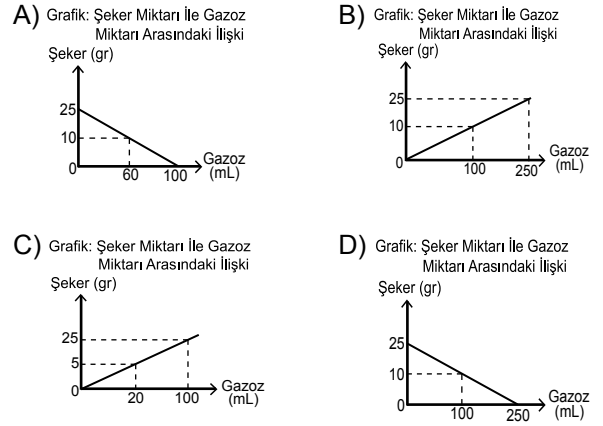 A) Grafik: Şeker Miktarı İle Gazoz
Miktarı Arasındaki İlişki
Şeker (gr)
25
10
0
60
100
Gazoz
(mL)
B) Grafik: Şeker Miktarı İle Gazoz
Miktarı Arasındaki İlişki
Şeker (gr)
25
10
0
100
250
Gazoz
(mL)
C) Grafik: Şeker Miktarı İle Gazoz
Miktarı Arasındaki İlişki
Şeker (gr)
25
5
0
20
100
Gazoz
(mL)
D) Grafik: Şeker Miktarı İle Gazoz
Miktarı Arasındaki İlişki
Şeker (gr)
25
10
0
100
250
Gazoz
(mL)